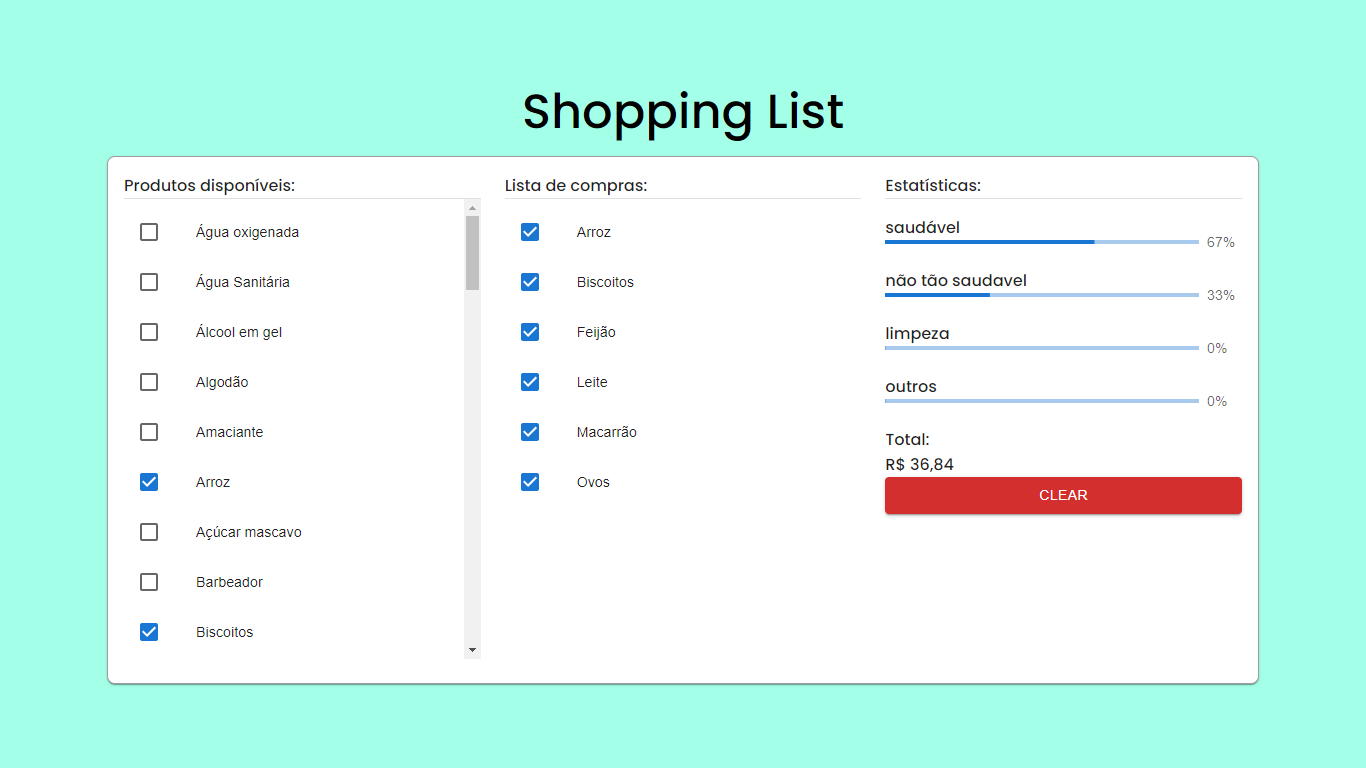 Shopping List
Produtos disponíveis:
Água oxigenada
Água Sanitária
Álcool em gel
Algodão
Amaciante
Arroz
Açúcar mascavo
Barbeador
Biscoitos
Lista de compras:
Arroz
Biscoitos
Feijão
Leite
Macarrão
Ovos
Estatísticas:
saudável
67%
não tão saudavel
33%
limpeza
0%
outros
0%
Total:
R$ 36,84
CLEAR